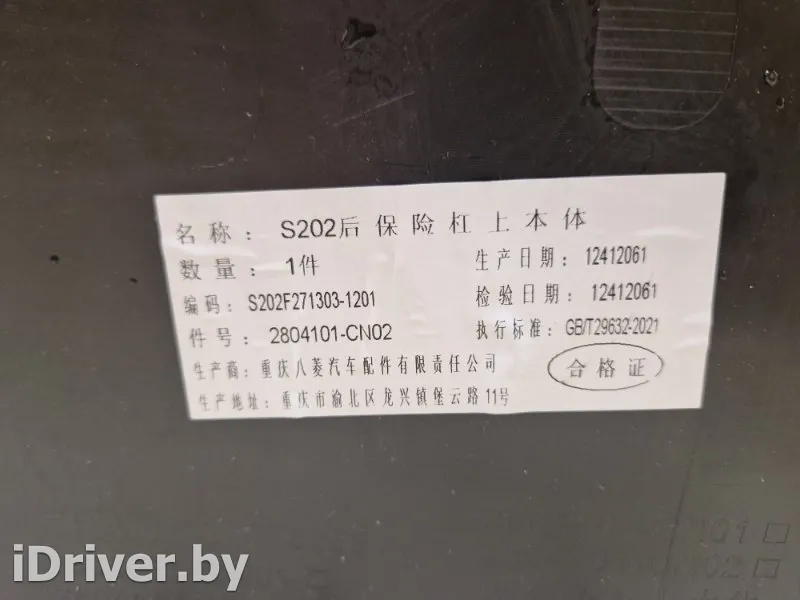 名称: S202后保险杠上本体
数量: 1件
生产日期: 12412061
编码: S202F271303-1201
检验日期: 12412061
件号: 2804101-CN02
执行标准: GB/T29632-2021
生产商: 重庆八菱汽车配件有限责任公司
合格证
生产地址: 重庆市渝北区龙兴镇堡云路11号
iDriver.by